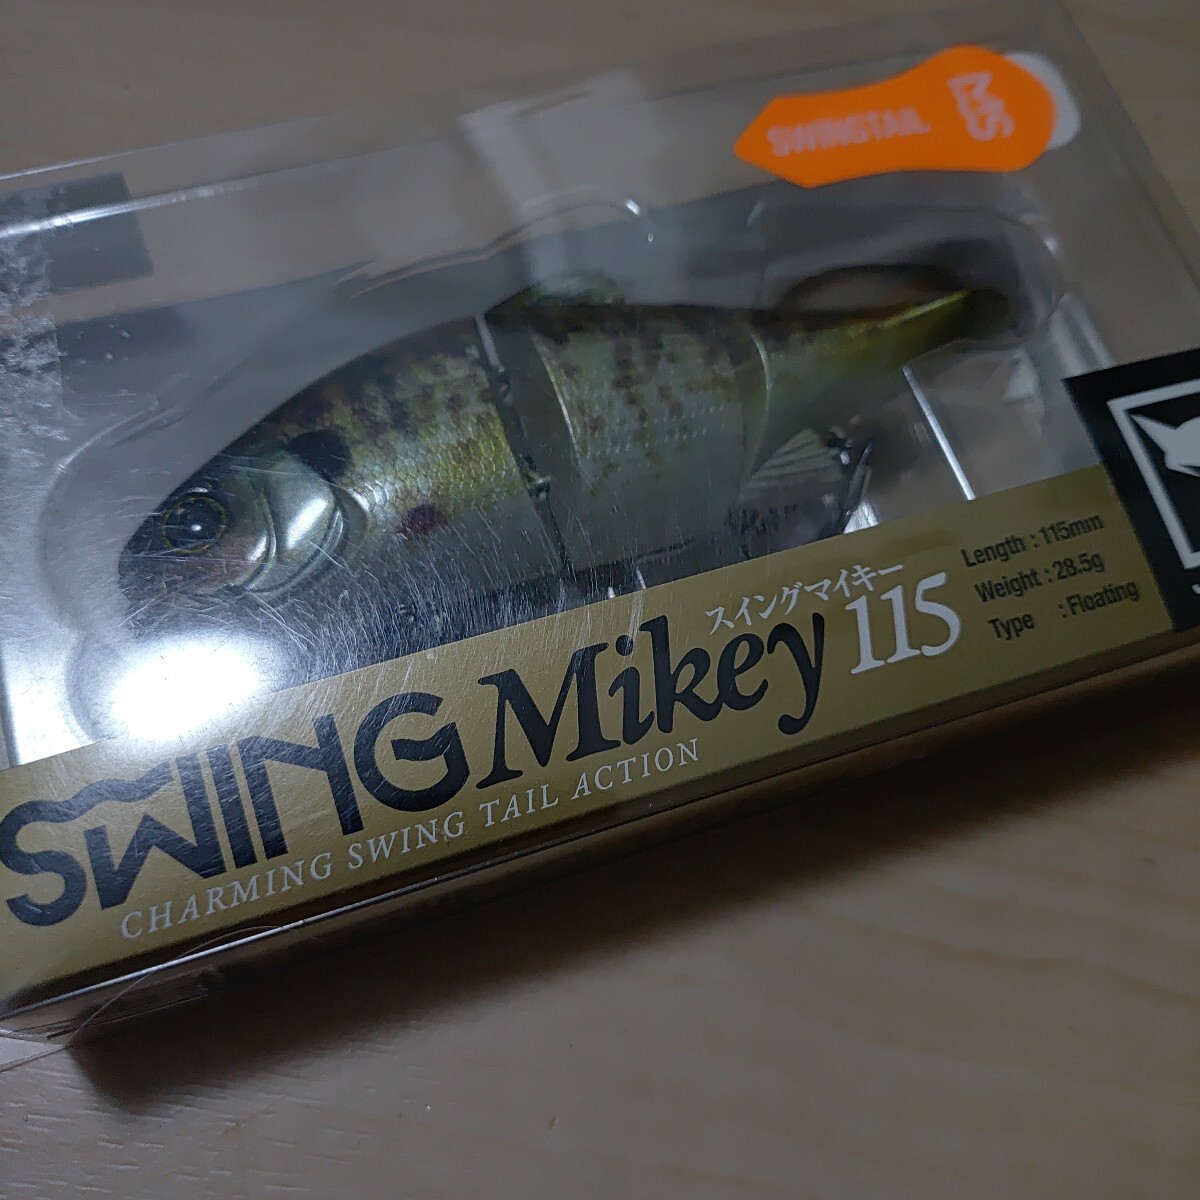 SWINGTAIL
スイングマイキー
SWING Mikey 115
CHARMING SWING TAIL ACTION
Length : 115mm
Weight : 28.5g
Type : Floating